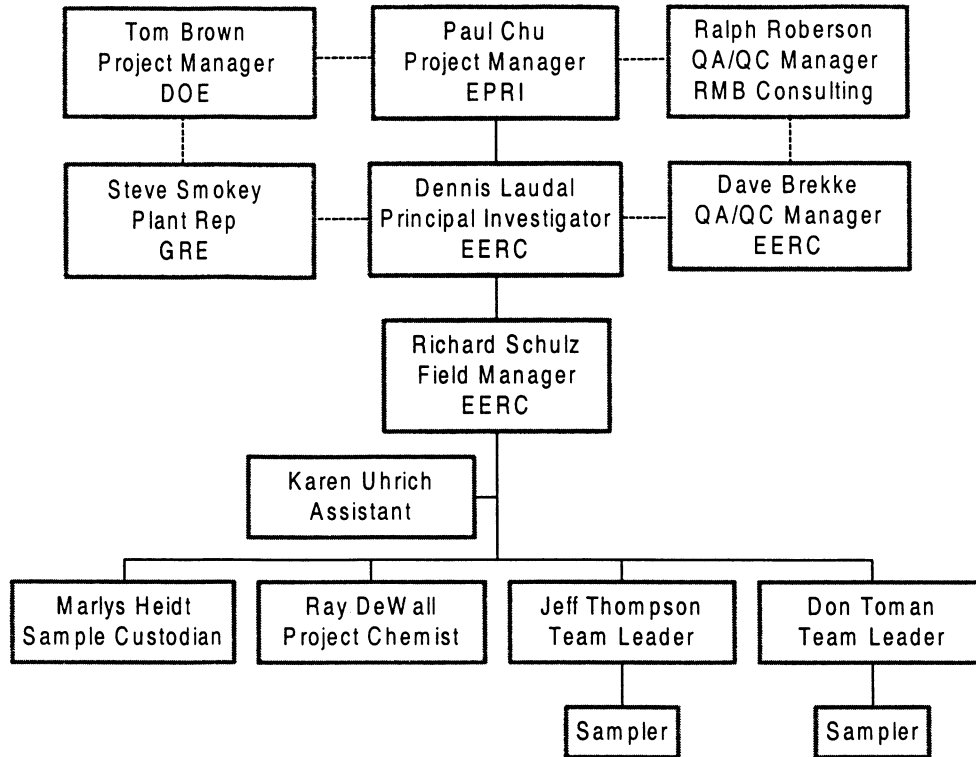 Tom Brown
Project Manager
DOE
Paul Chu
Project Manager
EPRI
Ralph Roberson
QA/QC Manager
RMB Consulting
Steve Smokey
Plant Rep
GRE
Dennis Laudal
Principal Investigator
EERC
Dave Brekke
QA/QC Manager
EERC
Richard Schulz
Field Manager
EERC
Karen Uhrich
Assistant
Marlys Heidt
Sample Custodian
Ray DeWall
Project Chemist
Jeff Thompson
Team Leader
Don Toman
Team Leader
Sampler
Sampler